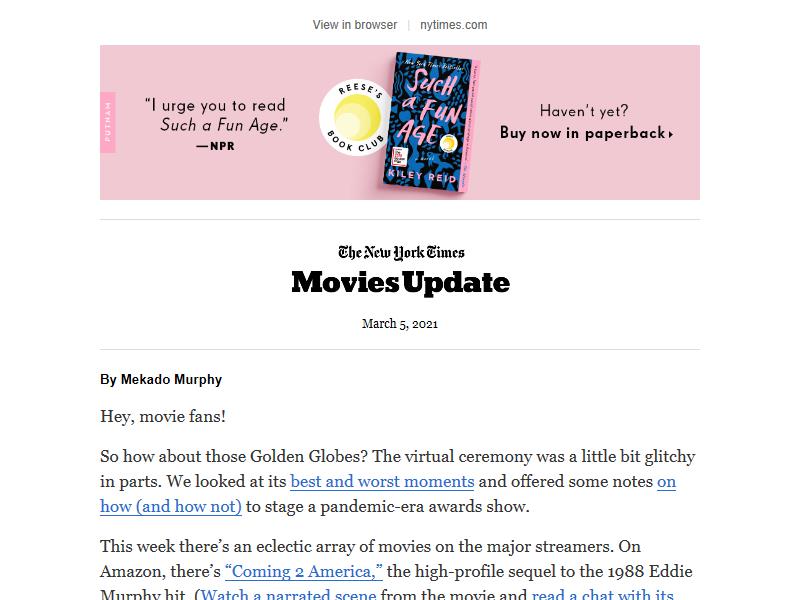 View in browser | nytimes.com
PUTNAM
“I urge you to read
Such a Fun Age.”
—NPR
REESE'S
BOOK CLUB
New York Times Bestseller
Such
a FUN
AGE
a novel
KILEY REID
Haven't yet?
Buy now in paperback
The New York Times
Movies Update
March 5, 2021
By Mekado Murphy
Hey, movie fans!
So how about those Golden Globes? The virtual ceremony was a little bit glitchy
in parts. We looked at its best and worst moments and offered some notes on
how (and how not) to stage a pandemic-era awards show.
This week there’s an eclectic array of movies on the major streamers. On
Amazon, there’s “Coming 2 America,” the high-profile sequel to the 1988 Eddie
Murphy hit. (Watch a narrated scene from the movie and read a chat with its